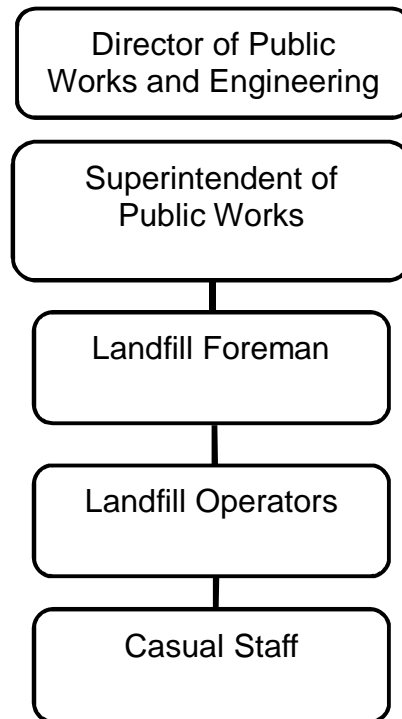 Director of Public
Works and Engineering
Superintendent of
Public Works
Landfill Foreman
Landfill Operators
Casual Staff